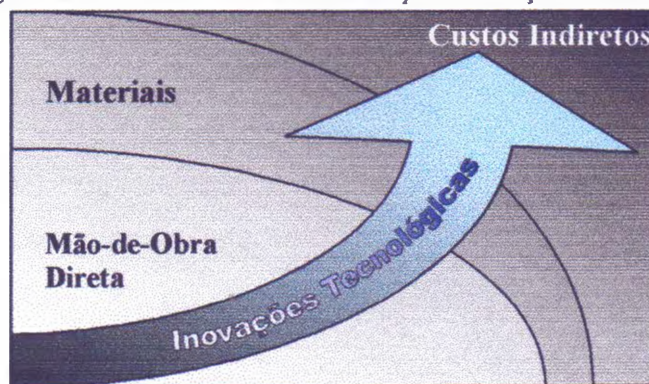 Custos Indiretos
Materiais
Mão-de-Obra
Direta
Inovações Tecnológicas